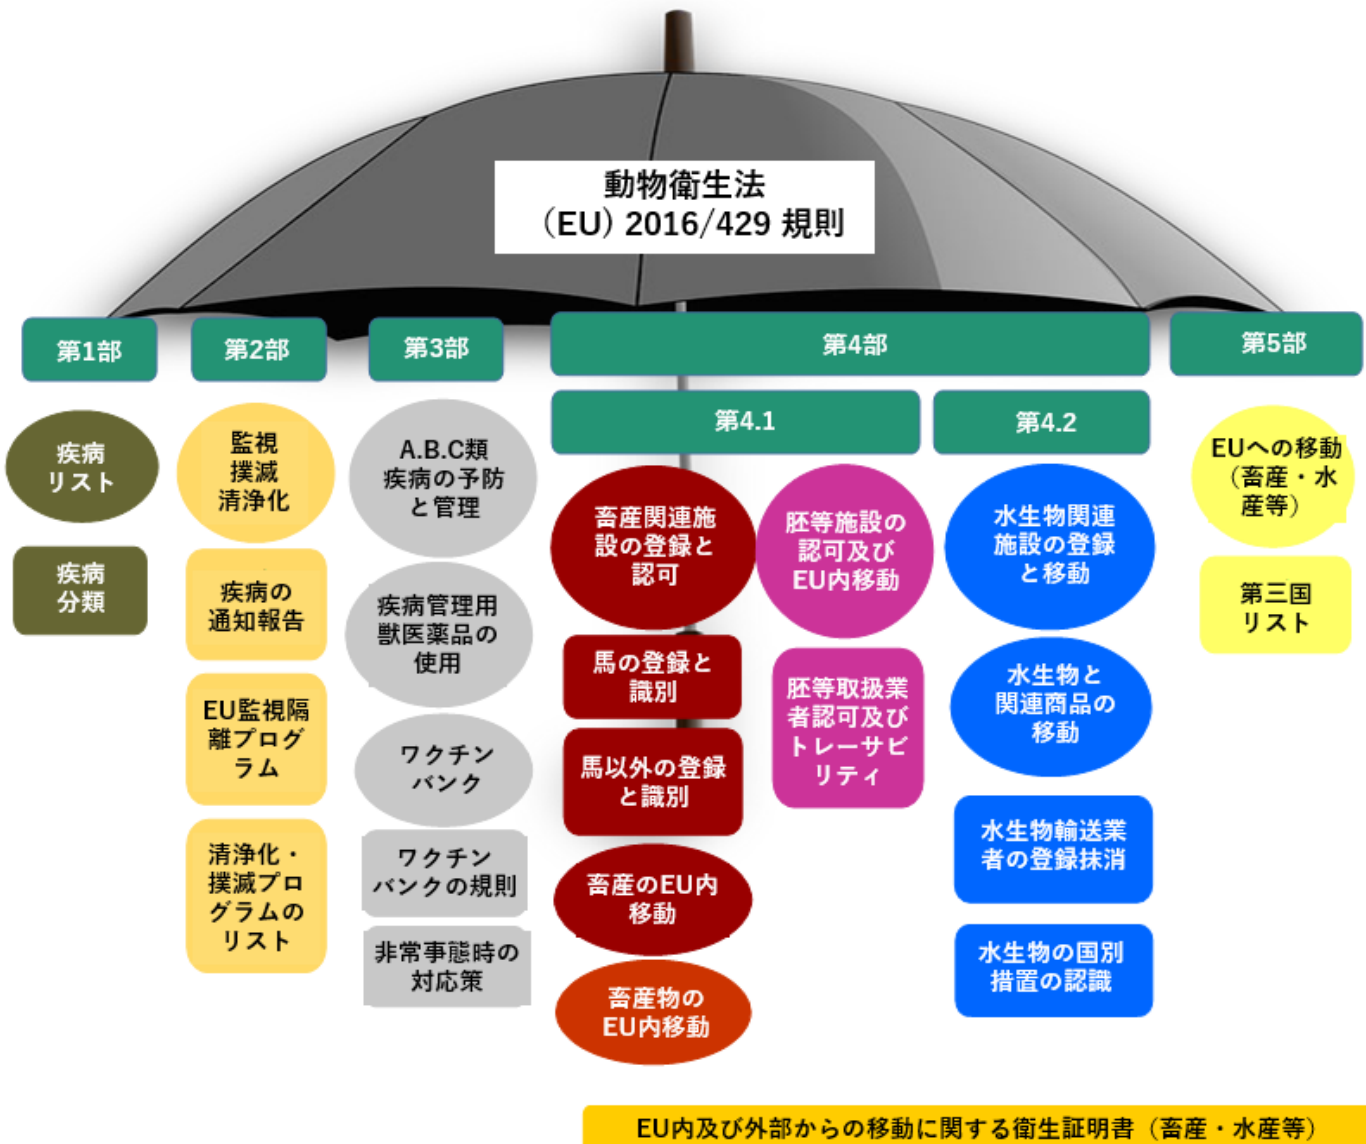 動物衛生法
（EU）2016/429 規則
第1部
第2部
第3部
第4部
第5部
第4.1
第4.2
疾病
リスト
疾病
分類
監視
撲滅
清浄化
疾病の
通知報告
EU監視隔
離プログ
ラム
清浄化・
撲滅プロ
グラムの
リスト
A.B.C類
疾病の予防
と管理
疾病管理用
獣医薬品の
使用
ワクチン
バンク
ワクチン
バンクの規則
非常事態時の
対応策
畜産関連施
設の登録と
認可
馬の登録と
識別
馬以外の登録
と識別
畜産のEU内
移動
畜産物の
EU内移動
胚等施設の
認可及び
EU内移動
胚等取扱業
者認可及び
トレーサビ
リティ
水生物関連
施設の登録
と移動
水生物と
関連商品の
移動
水生物輸送業
者の登録抹消
水生物の国別
措置の認識
EUへの移動
（畜産・水
産等）
第三国
リスト
EU内及び外部からの移動に関する衛生証明書（畜産・水産等）